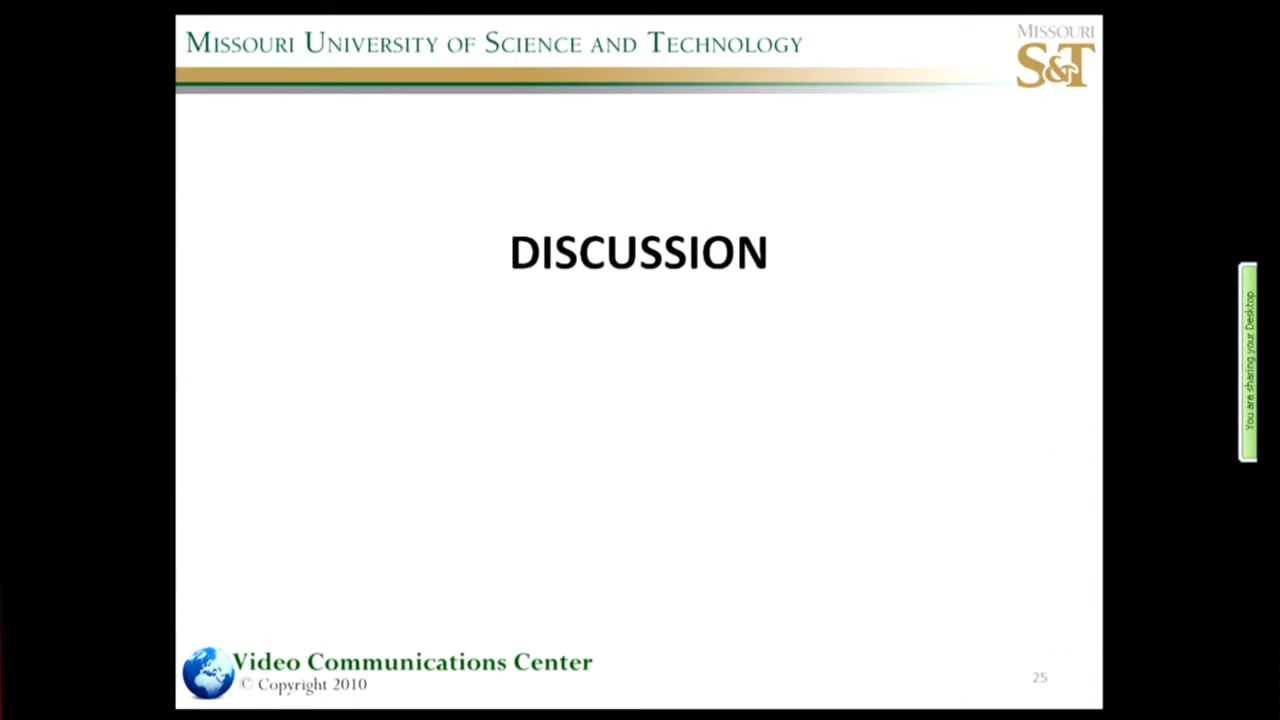 MISSOURI UNIVERSITY OF SCIENCE AND TECHNOLOGY
MISSOURI
S&T
DISCUSSION
You are sharing your Desktop
Video Communications Center
© Copyright 2010
25